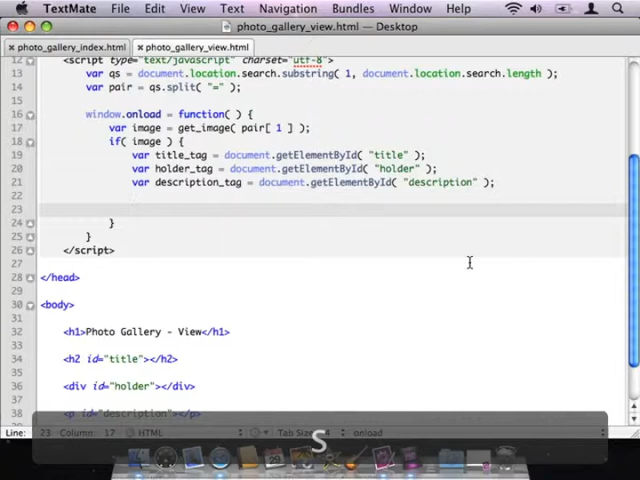 TextMate File Edit View Text Navigation Bundles Window Help
photo_gallery_view.html — Desktop
photo_gallery_index.html photo_gallery_view.html
12 <script type="text/javascript" charset="utf-8">
13 var qs = document.location.search.substring( 1, document.location.search.length );
14 var pair = qs.split( "=" );
15
16 window.onload = function( ) {
17 var image = get_image( pair[ 1 ] );
18 if( image ) {
19 var title_tag = document.getElementById( "title" );
20 var holder_tag = document.getElementById( "holder" );
21 var description_tag = document.getElementById( "description" );
22
23
24 }
25 }
26 </script>
27
28 </head>
29
30 <body>
31
32 <h1>Photo Gallery - View</h1>
33
34 <h2 id="title"></h2>
35
36 <div id="holder"></div>
37
38 <p id="description"></p>
Line: 23 Column: 17 HTML Tab Size: 4 onload
S